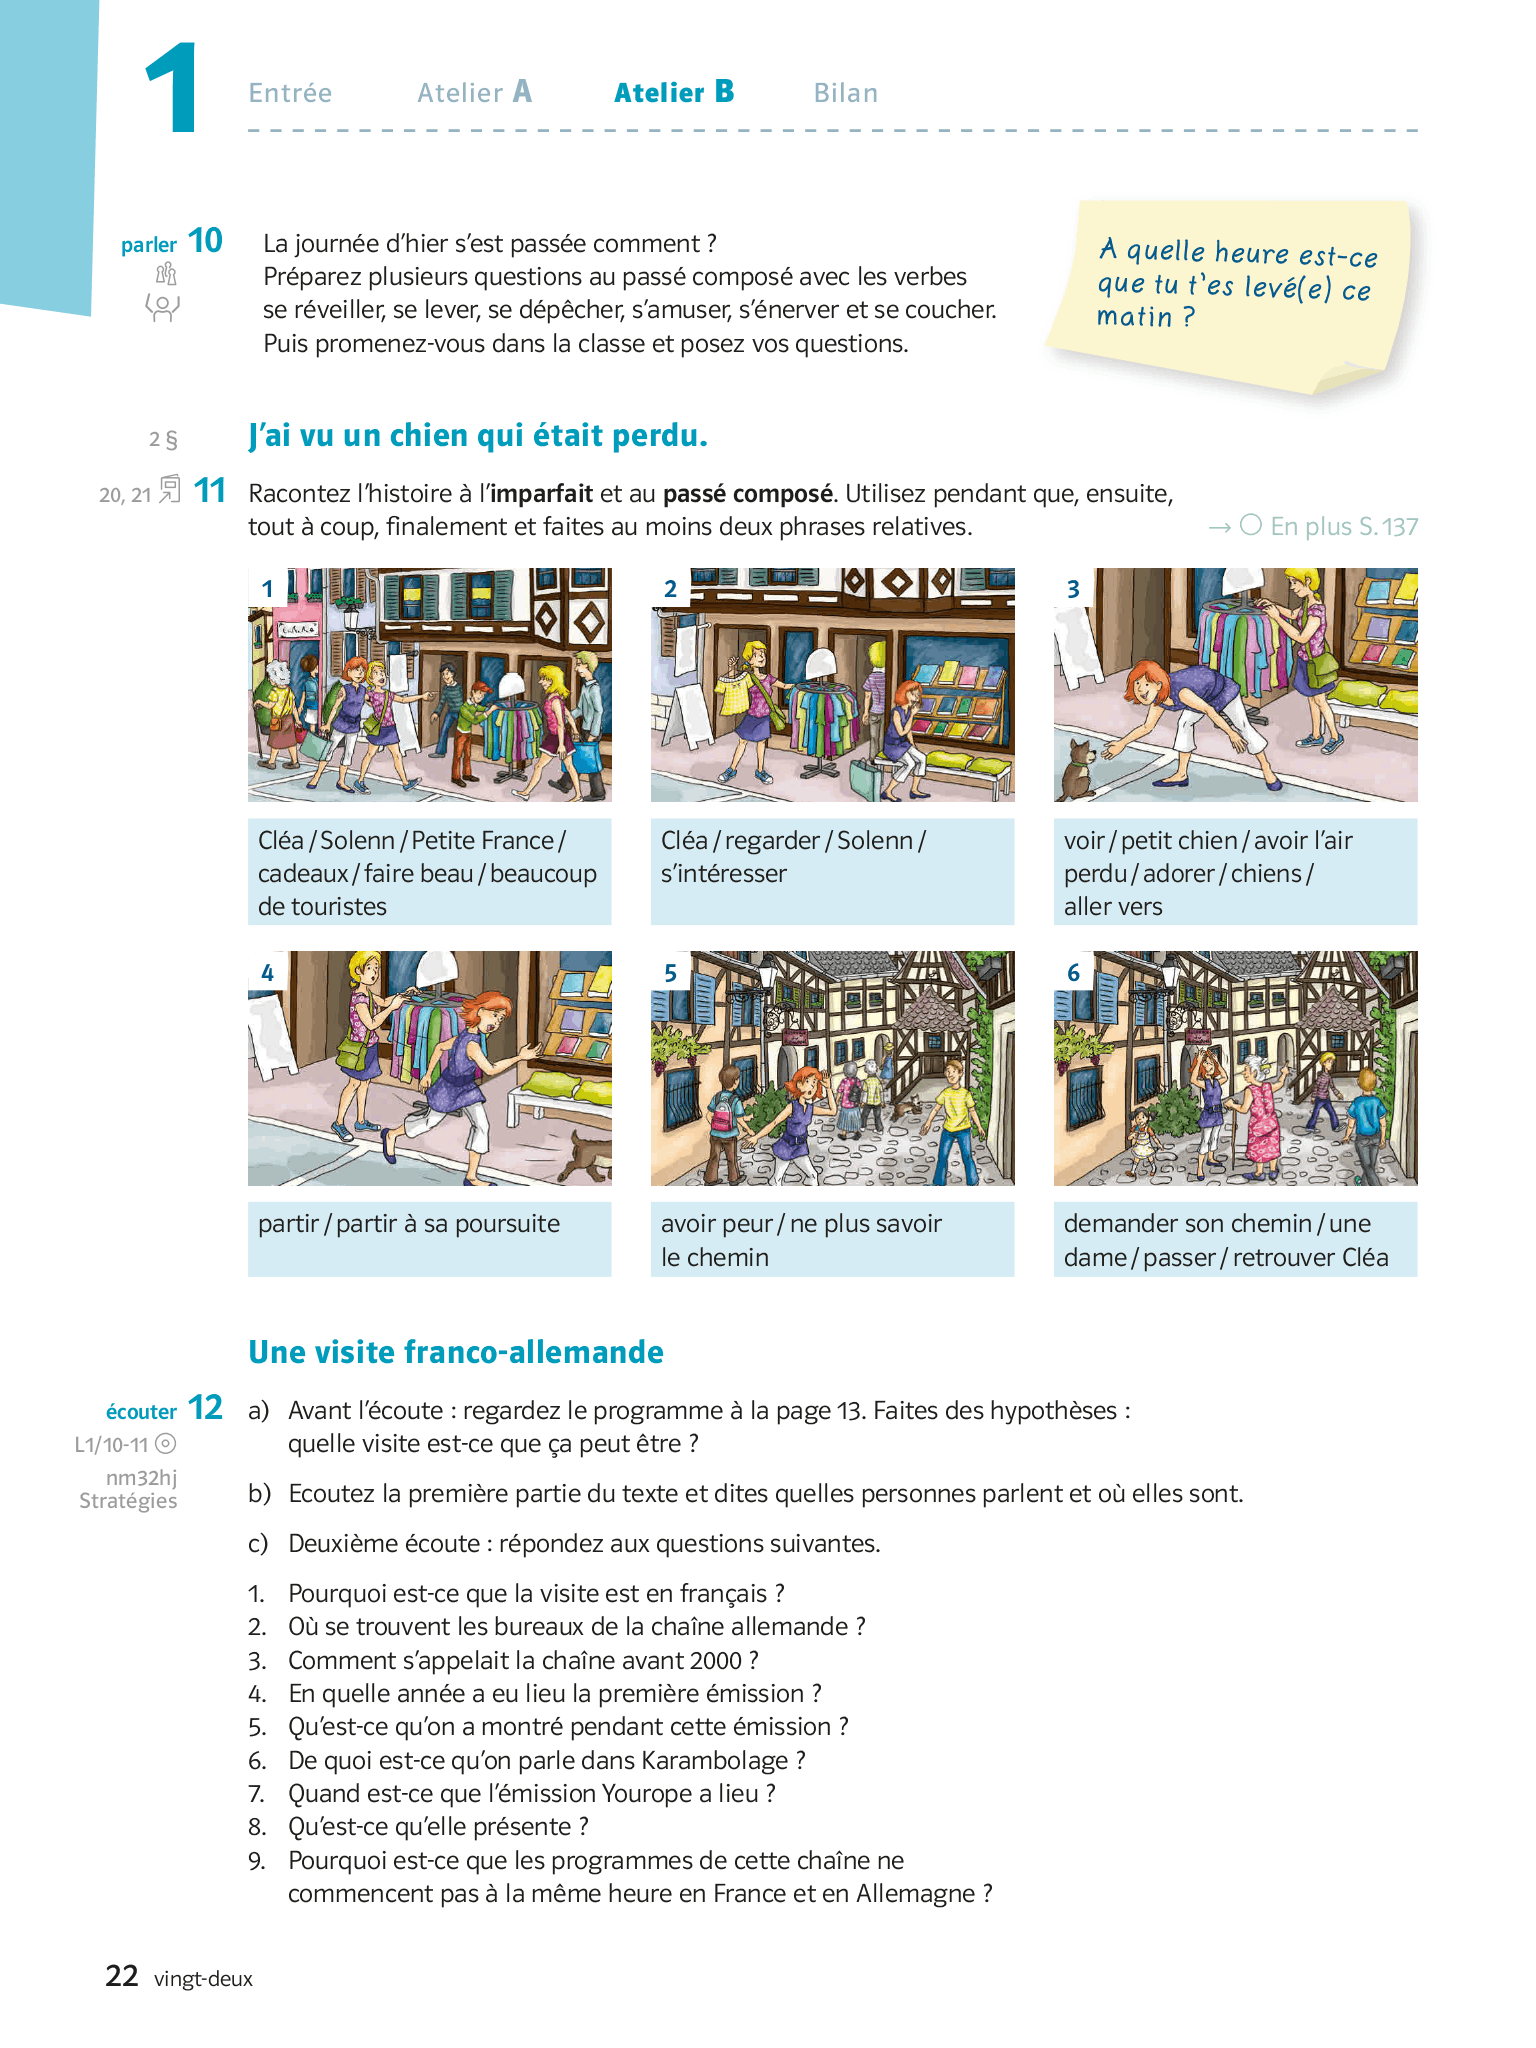 1
Entrée Atelier A Atelier B Bilan
parler 10 La journée d'hier s'est passée comment ?
Préparez plusieurs questions au passé composé avec les verbes
se réveiller, se lever, se dépêcher, s'amuser, s'énerver et se coucher.
Puis promenez-vous dans la classe et posez vos questions.
A quelle heure est-ce
que tu t'es levé(e) ce
matin ?
2 § J'ai vu un chien qui était perdu.
20, 21 11 Racontez l'histoire à l'imparfait et au passé composé. Utilisez pendant que, ensuite,
tout à coup, finalement et faites au moins deux phrases relatives. → En plus S. 137
1
2
3
Cléa / Solenn / Petite France /
cadeaux / faire beau / beaucoup
de touristes
Cléa / regarder / Solenn /
s'intéresser
voir / petit chien / avoir l'air
perdu / adorer / chiens /
aller vers
4
5
6
partir / partir à sa poursuite
avoir peur / ne plus savoir
le chemin
demander son chemin / une
dame / passer / retrouver Cléa
Une visite franco-allemande
écouter 12 a) Avant l'écoute : regardez le programme à la page 13. Faites des hypothèses :
L1/10-11 quelle visite est-ce que ça peut être ?
nm32hj
Stratégies
b) Ecoutez la première partie du texte et dites quelles personnes parlent et où elles sont.
c) Deuxième écoute : répondez aux questions suivantes.
1. Pourquoi est-ce que la visite est en français ?
2. Où se trouvent les bureaux de la chaîne allemande ?
3. Comment s'appelait la chaîne avant 2000 ?
4. En quelle année a eu lieu la première émission ?
5. Qu'est-ce qu'on a montré pendant cette émission ?
6. De quoi est-ce qu'on parle dans Karambolage ?
7. Quand est-ce que l'émission Yourope a lieu ?
8. Qu'est-ce qu'elle présente ?
9. Pourquoi est-ce que les programmes de cette chaîne ne
commencent pas à la même heure en France et en Allemagne ?
22 vingt-deux